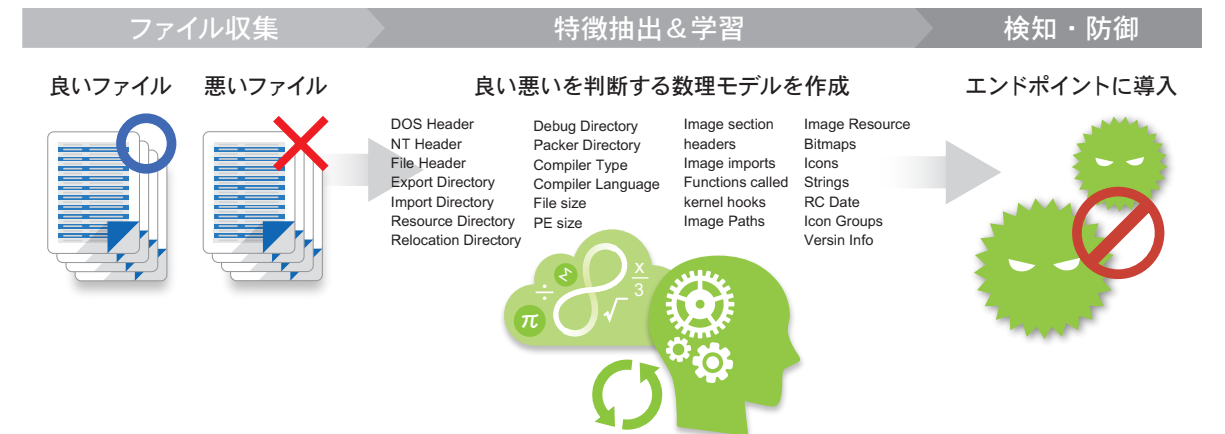 ファイル収集
特徴抽出＆学習
検知・防御
良いファイル
悪いファイル
良い悪いを判断する数理モデルを作成
エンドポイントに導入
DOS Header
NT Header
File Header
Export Directory
Import Directory
Resource Directory
Relocation Directory
Debug Directory
Packer Directory
Compiler Type
Compiler Language
File size
PE size
Image section
headers
Image imports
Functions called
kernel hooks
Image Paths
Image Resource
Bitmaps
Icons
Strings
RC Date
Icon Groups
Versin Info
÷
Σ
x
3
π
√